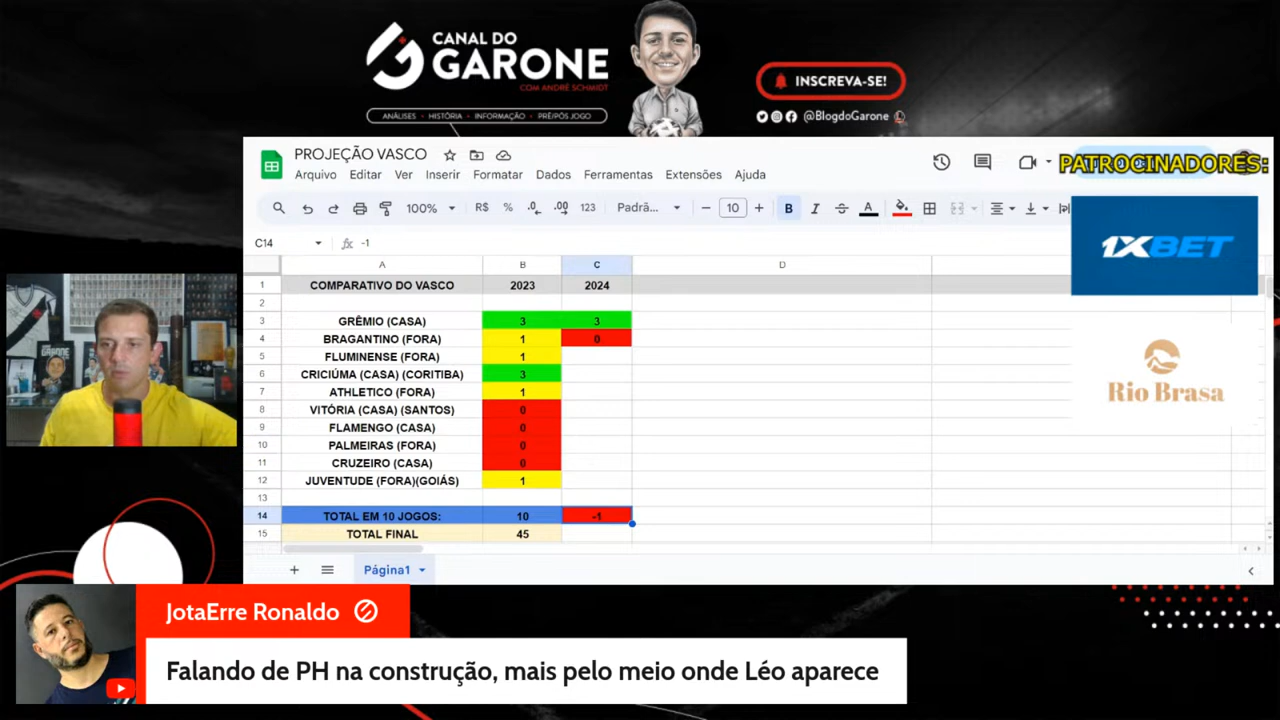 CANAL DO
GARONE
COM ANDRÉ SCHMIDT
ANÁLISES • HISTÓRIA • INFORMAÇÃO • PRÉ/PÓS JOGO
INSCREVA-SE!
@BlogdoGarone
PROJEÇÃO VASCO
Arquivo Editar Ver Inserir Formatar Dados Ferramentas Extensões Ajuda
PATROCINADORES:
100% R$ % .0 .00 123 Padrã... − 10 + B I S A
1XBET
C14 fx -1
A B C D
1 COMPARATIVO DO VASCO 2023 2024
2
3 GRÊMIO (CASA) 3 3
4 BRAGANTINO (FORA) 1 0
5 FLUMINENSE (FORA) 1
6 CRICIÚMA (CASA) (CORITIBA) 3
7 ATHLETICO (FORA) 1
8 VITÓRIA (CASA) (SANTOS) 0
9 FLAMENGO (CASA) 0
10 PALMEIRAS (FORA) 0
11 CRUZEIRO (CASA) 0
12 JUVENTUDE (FORA)(GOIÁS) 1
13
14 TOTAL EM 10 JOGOS: 10 -1
15 TOTAL FINAL 45
Rio Brasa
GARONE
+ Página1
JotaErre Ronaldo
Falando de PH na construção, mais pelo meio onde Léo aparece